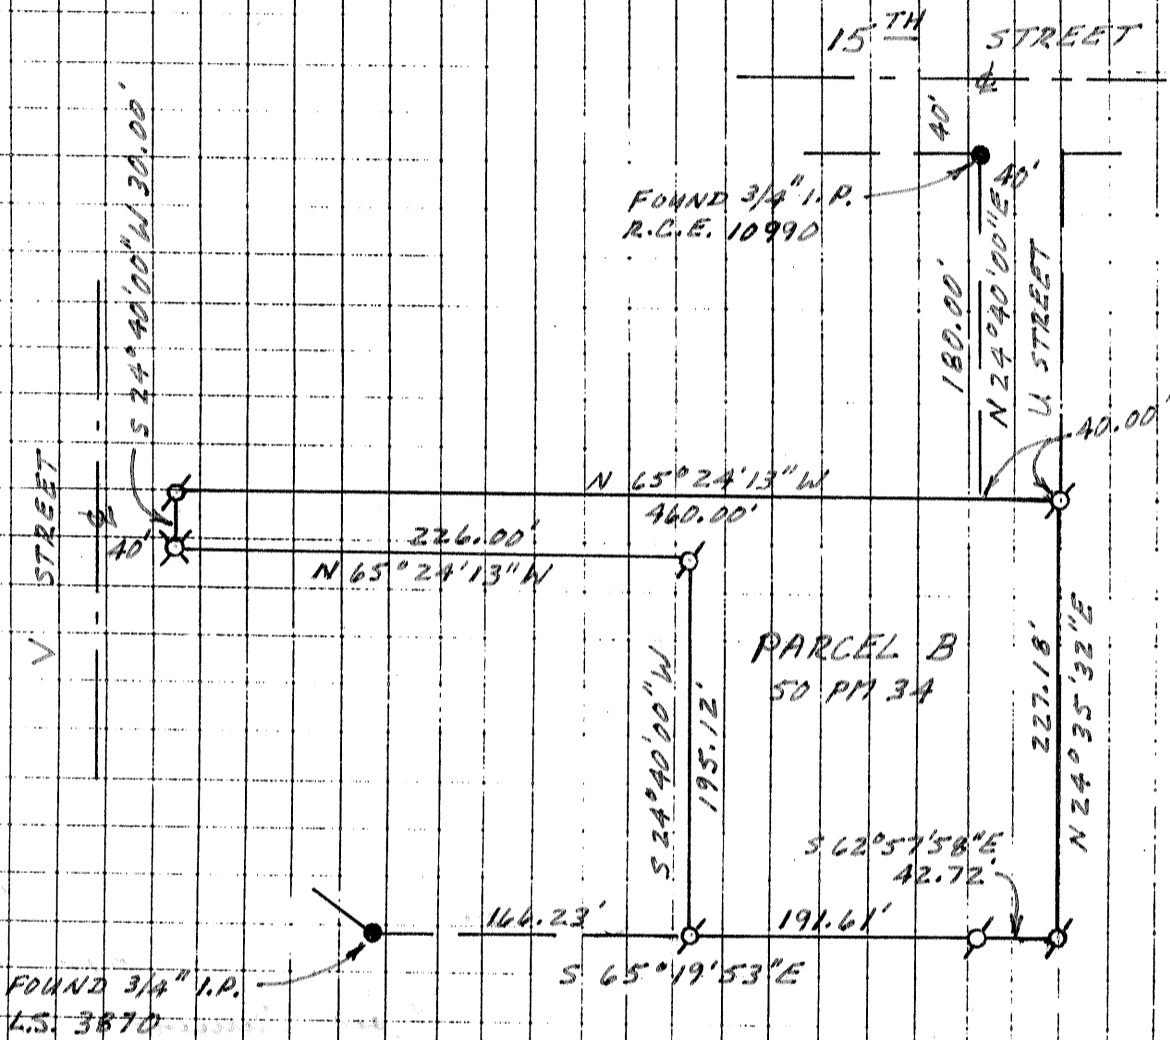 15 TH STREET
℄
40'
FOUND 3/4" I.P.
R.C.E. 10990
40'
S 24°40'00"W 30.00'
180.00'
N 24°40'00"E
U STREET
40.00'
V STREET
℄
40'
N 65°24'13"W
460.00'
226.00'
N 65°24'13"W
PARCEL B
50 PM 34
S 24°40'00"W
195.12'
227.18'
N 24°35'32"E
S 62°57'58"E
42.72'
166.23'
191.61'
S 65°19'53"E
FOUND 3/4" I.P.
L.S. 3870